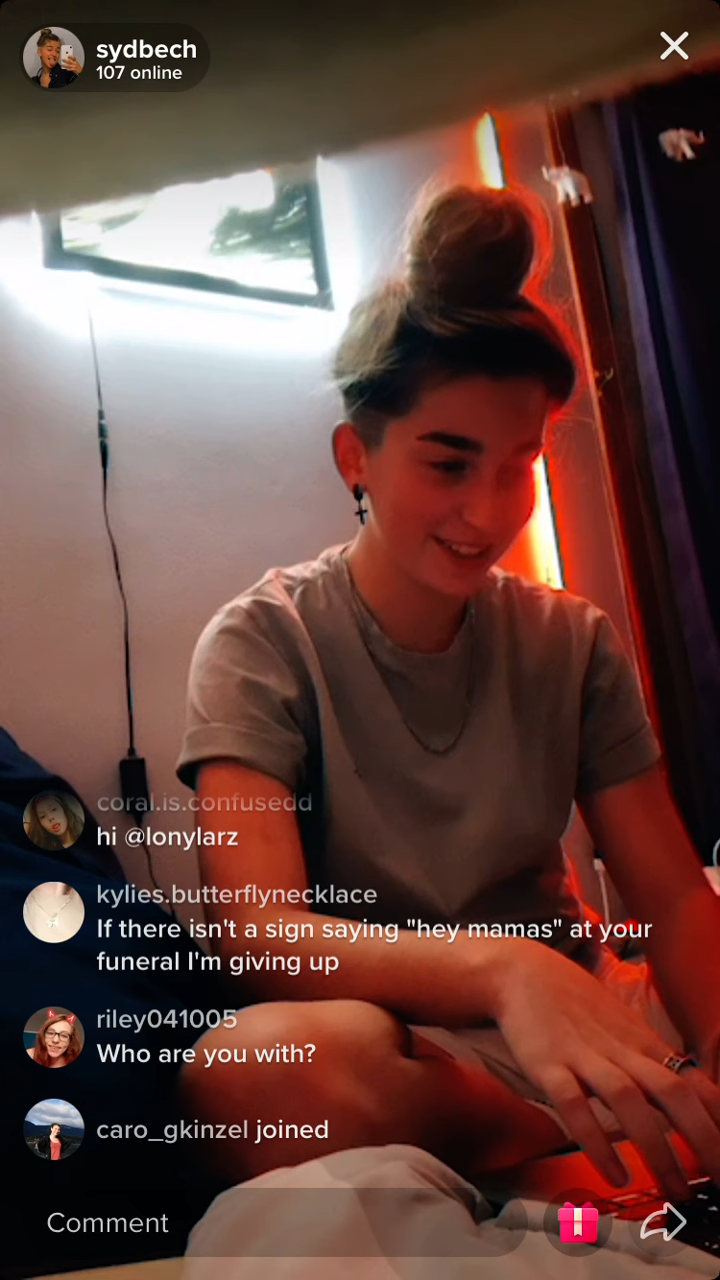 sydbech
107 online
coral.is.confusedd
hi @lonylarz
kylies.butterflynecklace
If there isn't a sign saying "hey mamas" at your
funeral I'm giving up
riley041005
Who are you with?
caro_gkinzel joined
Comment